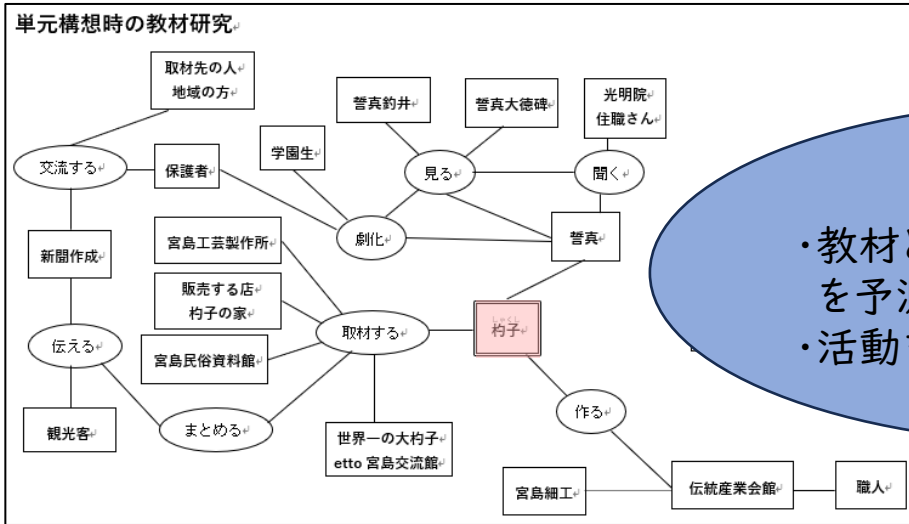 単元構想時の教材研究
取材先の人
地域の方
交流する
保護者
学園生
誓真釣井
誓真大徳碑
光明院
住職さん
見る
聞く
新聞作成
宮島工芸製作所
劇化
誓真
販売する店
杓子の家
取材する
しゃくし
杓子
伝える
宮島民俗資料館
作る
観光客
まとめる
世界一の大杓子
etto 宮島交流館
宮島細工
伝統産業会館
職人
・教材
を予
・活動